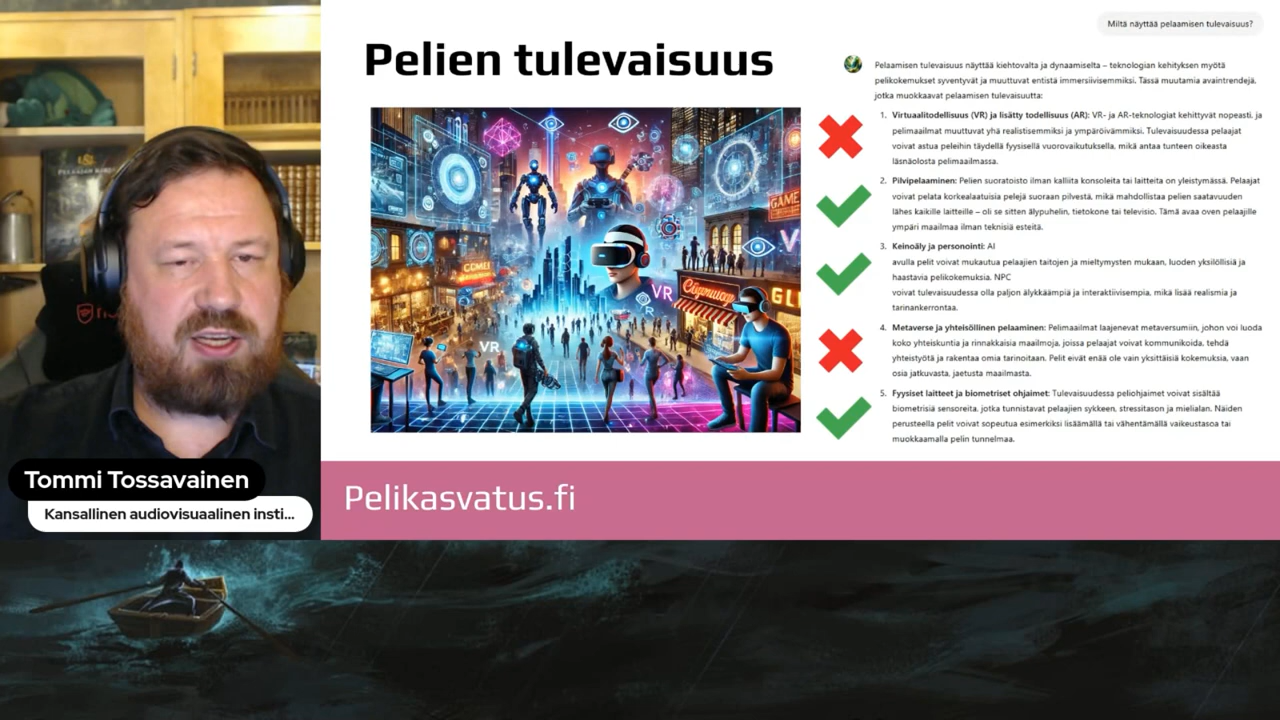 Miltä näyttää pelaamisen tulevaisuus?
Pelien tulevaisuus
Pelaamisen tulevaisuus näyttää kiehtovalta ja dynaamiselta – teknologian kehityksen myötä
pelikokemukset syventyvät ja muuttuvat entistä immersiivisemmiksi. Tässä muutamia avaintrendejä,
jotka muokkaavat pelaamisen tulevaisuutta:
1. Virtuaalitodellisuus (VR) ja lisätty todellisuus (AR): VR- ja AR-teknologiat kehittyvät nopeasti, ja
pelimaailmat muuttuvat yhä realistisemmiksi ja ympäröivämmiksi. Tulevaisuudessa pelaajat
voivat astua peleihin täydellä fyysisellä vuorovaikutuksella, mikä antaa tunteen oikeasta
läsnäolosta pelimaailmassa.
2. Pilvipelaaminen: Pelien suoratoisto ilman kalliita konsoleita tai laitteita on yleistymässä. Pelaajat
voivat pelata korkealaatuisia pelejä suoraan pilvestä, mikä mahdollistaa pelien saatavuuden
lähes kaikille laitteille – oli se sitten älypuhelin, tietokone tai televisio. Tämä avaa oven pelaajille
ympäri maailmaa ilman teknisiä esteitä.
3. Keinoäly ja personointi: AI
avulla pelit voivat mukautua pelaajien taitojen ja mieltymysten mukaan, luoden yksilöllisiä ja
haastavia pelikokemuksia. NPC
voivat tulevaisuudessa olla paljon älykkäämpiä ja interaktiivisempia, mikä lisää realismia ja
tarinankerrontaa.
4. Metaverse ja yhteisöllinen pelaaminen: Pelimaailmat laajenevat metaversumiin, johon voi luoda
koko yhteiskuntia ja rinnakkaisia maailmoja, joissa pelaajat voivat kommunikoida, tehdä
yhteistyötä ja rakentaa omia tarinoitaan. Pelit eivät enää ole vain yksittäisiä kokemuksia, vaan
osia jatkuvasta, jaetusta maailmasta.
5. Fyysiset laitteet ja biometriset ohjaimet: Tulevaisuudessa peliohjaimet voivat sisältää
biometrisiä sensoreita, jotka tunnistavat pelaajien sykkeen, stressitason ja mielialan. Näiden
perusteella pelit voivat sopeutua esimerkiksi lisäämällä tai vähentämällä vaikeustasoa tai
muokkaamalla pelin tunnelmaa.
GAME
V
VR
R
GLI
VR
Tommi Tossavainen
Kansallinen audiovisuaalinen insti...
Pelikasvatus.fi